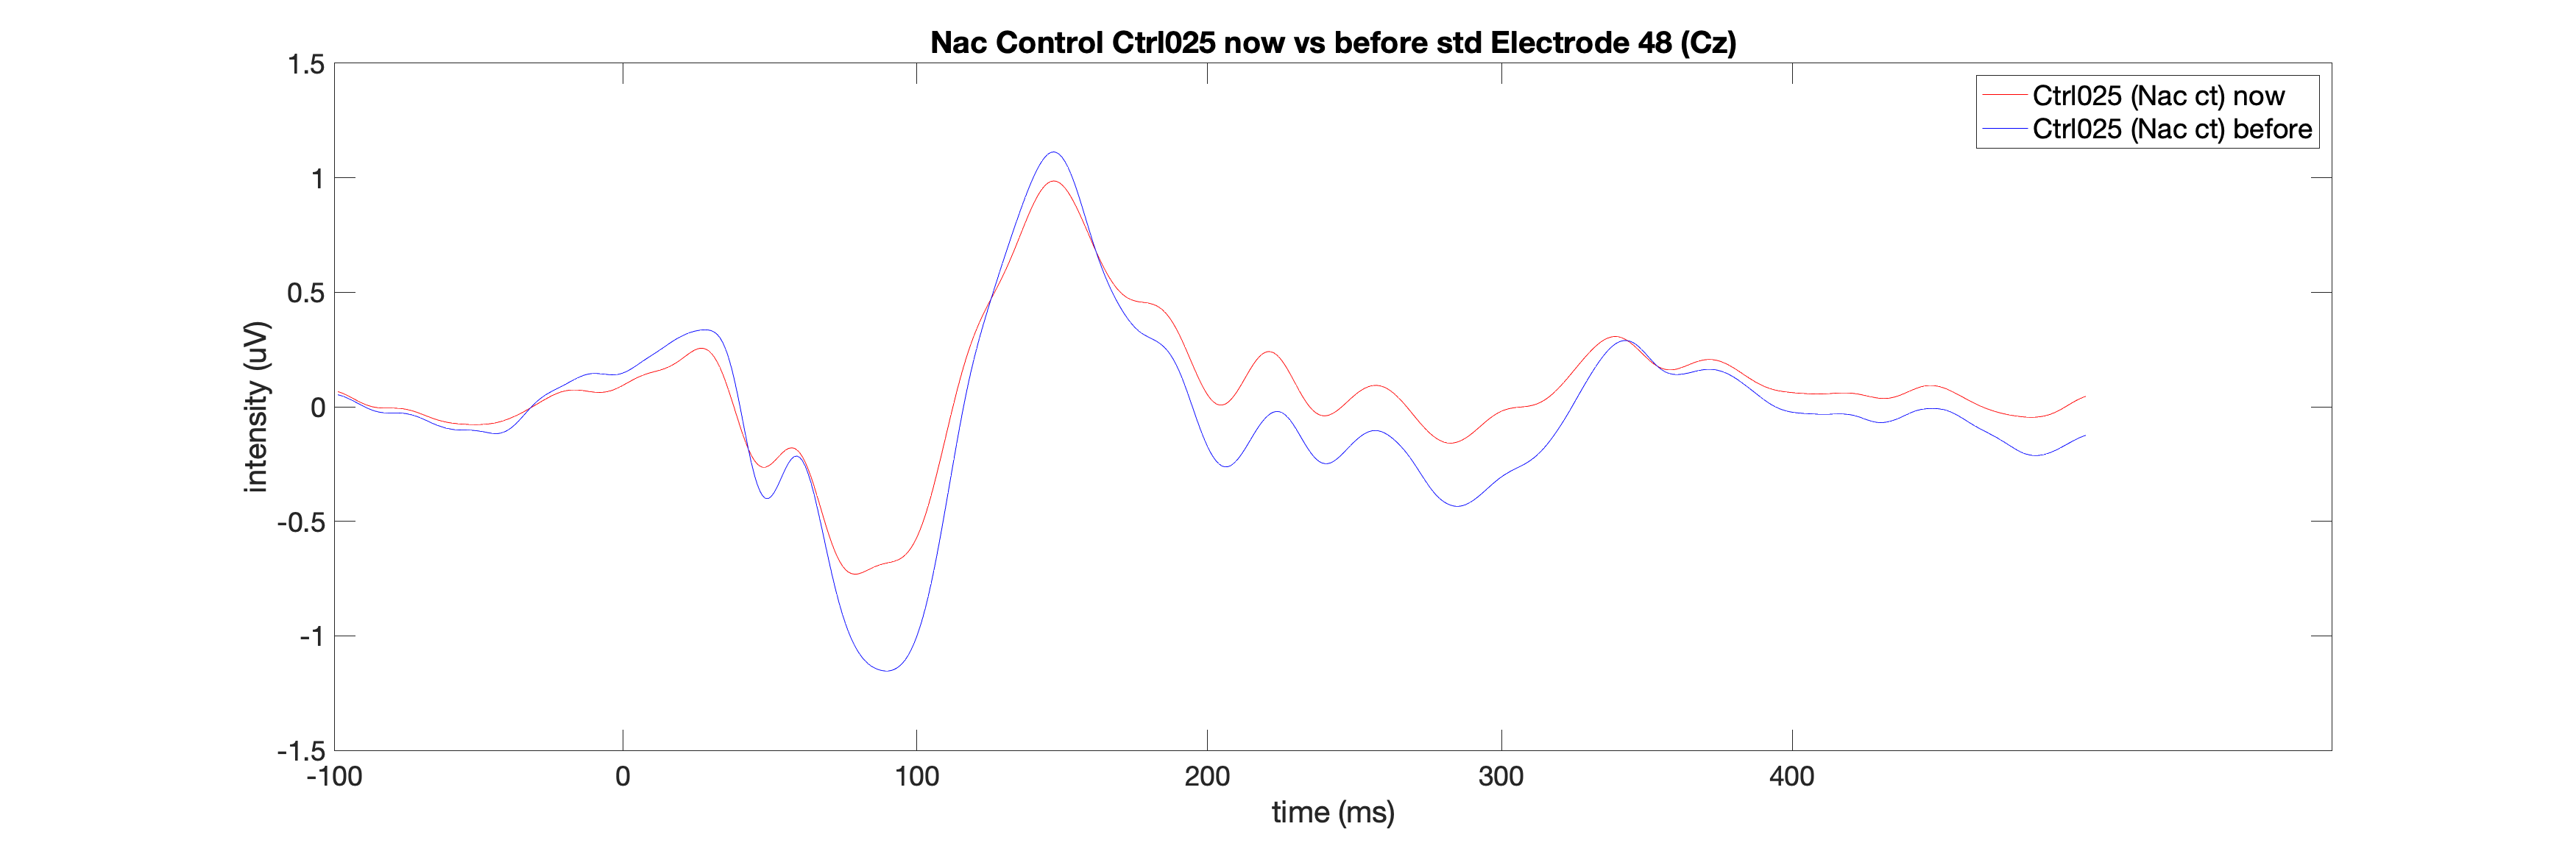 Nac Control Ctrl025 now vs before std Electrode 48 (Cz)
1.5
1
0.5
0
-0.5
-1
-1.5
intensity (uV)
Ctrl025 (Nac ct) now
Ctrl025 (Nac ct) before
-100 0 100 200 300 400
time (ms)